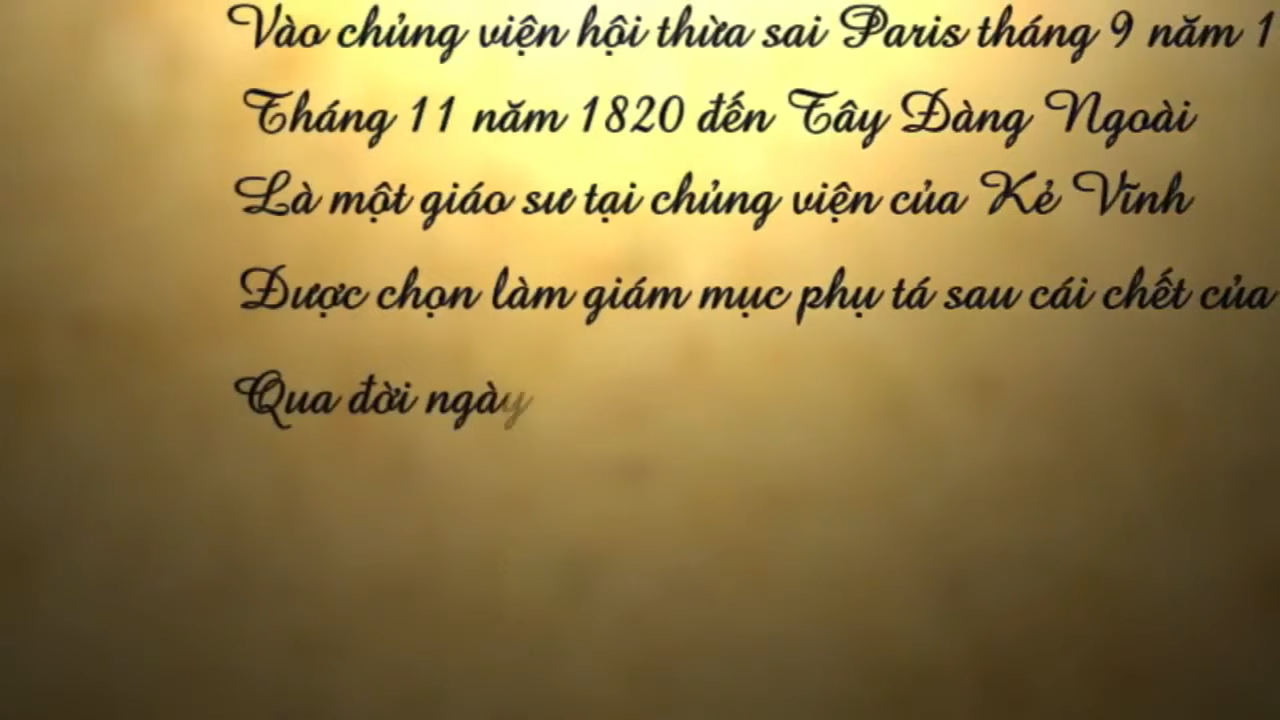 Vào chủng viện hội thừa sai Paris tháng 9 năm 1
Tháng 11 năm 1820 đến Tây Đàng Ngoài
Là một giáo sư tại chủng viện của Kẻ Vĩnh
Được chọn làm giám mục phụ tá sau cái chết của
Qua đời ngày